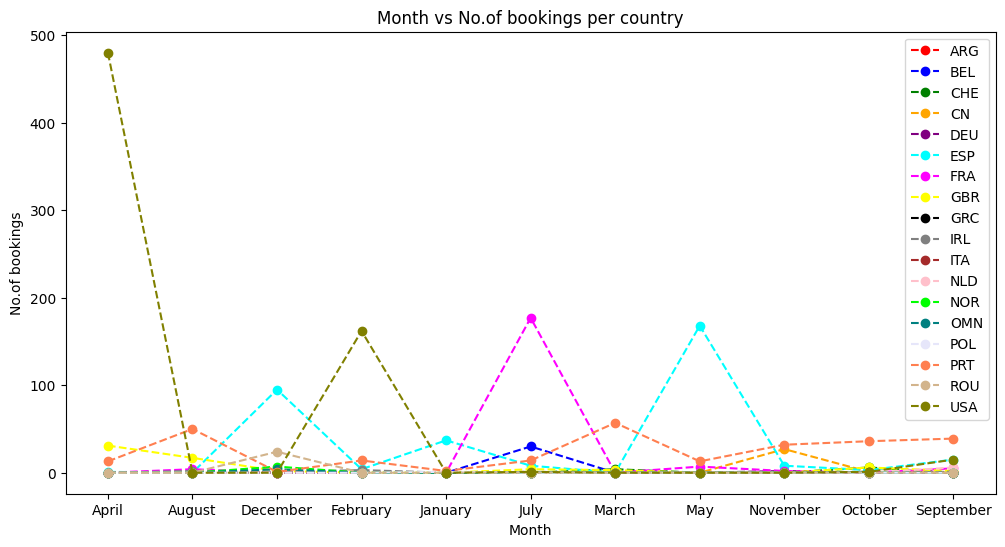 Month vs No.of bookings per country
No.of bookings
500
400
300
200
100
0
April August December February January July March May November October September
Month
ARG
BEL
CHE
CN
DEU
ESP
FRA
GBR
GRC
IRL
ITA
NLD
NOR
OMN
POL
PRT
ROU
USA